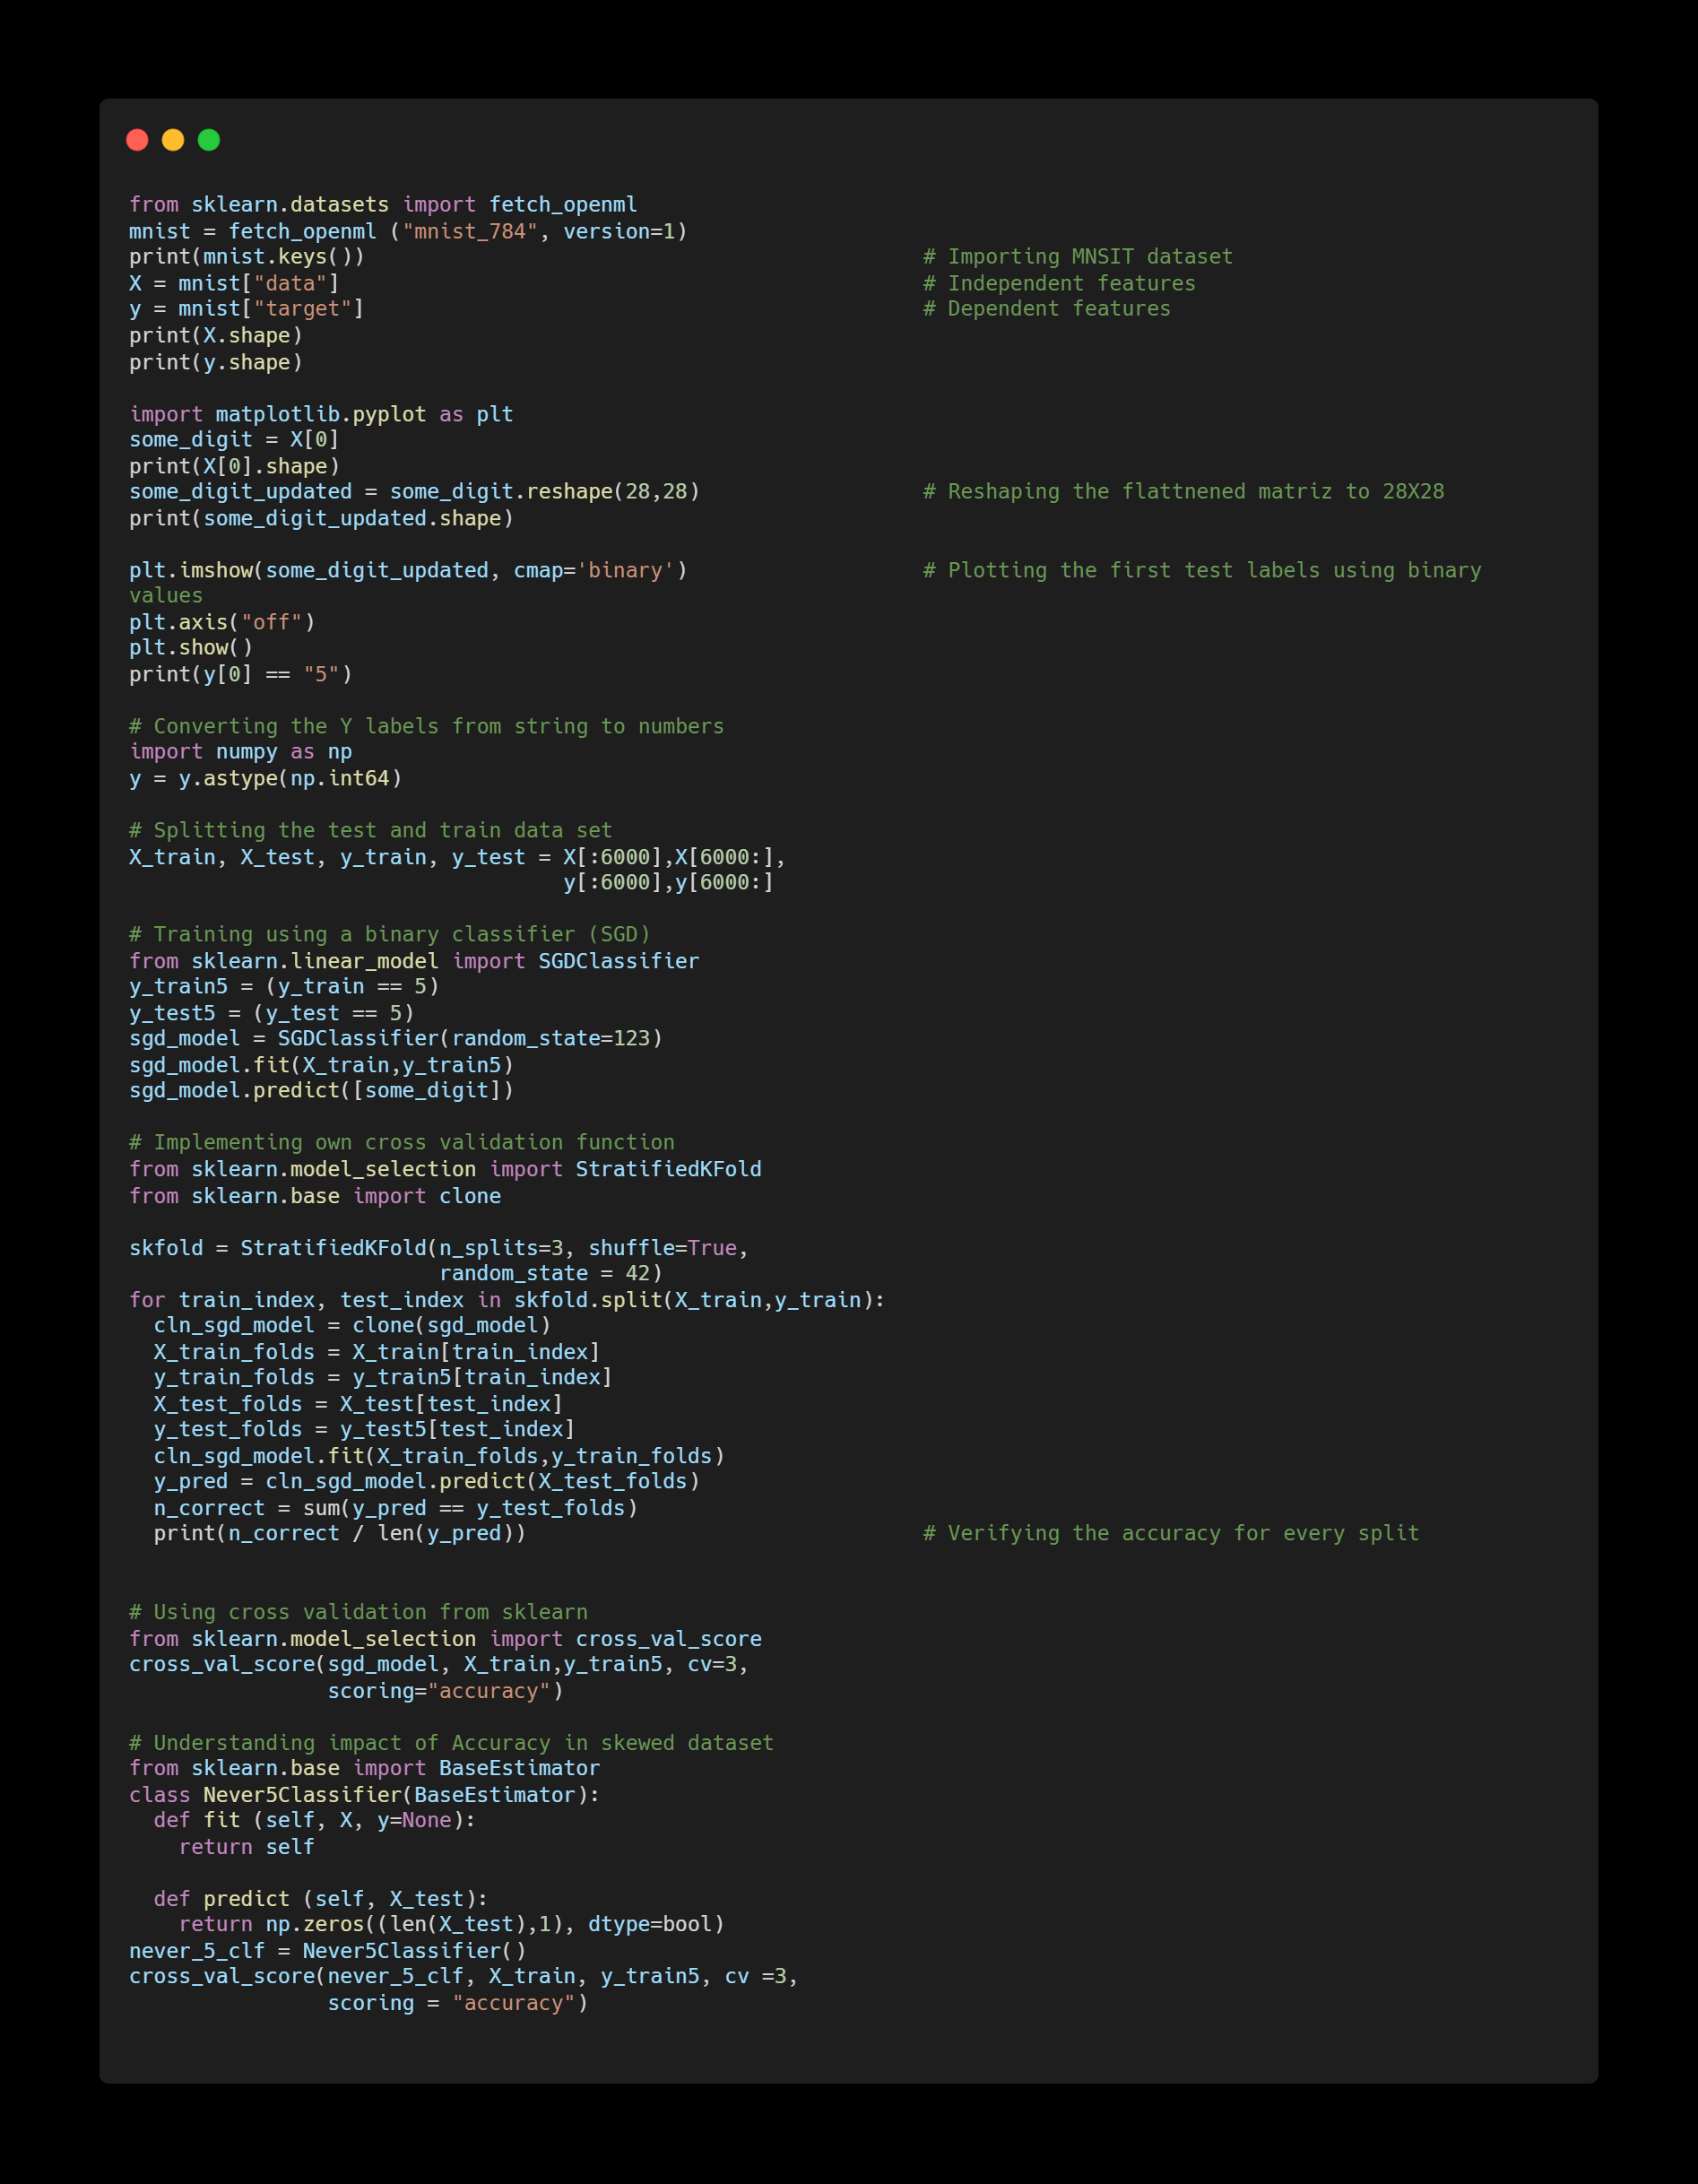 from sklearn.datasets import fetch_openml
mnist = fetch_openml ("mnist_784", version=1)
print(mnist.keys()) # Importing MNSIT dataset
X = mnist["data"] # Independent features
y = mnist["target"] # Dependent features
print(X.shape)
print(y.shape)
import matplotlib.pyplot as plt
some_digit = X[0]
print(X[0].shape)
some_digit_updated = some_digit.reshape(28,28) # Reshaping the flattnened matriz to 28X28
print(some_digit_updated.shape)
plt.imshow(some_digit_updated, cmap='binary') # Plotting the first test labels using binary
values
plt.axis("off")
plt.show()
print(y[0] == "5")
# Converting the Y labels from string to numbers
import numpy as np
y = y.astype(np.int64)
# Splitting the test and train data set
X_train, X_test, y_train, y_test = X[:6000],X[6000:],
y[:6000],y[6000:]
# Training using a binary classifier (SGD)
from sklearn.linear_model import SGDClassifier
y_train5 = (y_train == 5)
y_test5 = (y_test == 5)
sgd_model = SGDClassifier(random_state=123)
sgd_model.fit(X_train,y_train5)
sgd_model.predict([some_digit])
# Implementing own cross validation function
from sklearn.model_selection import StratifiedKFold
from sklearn.base import clone
skfold = StratifiedKFold(n_splits=3, shuffle=True,
random_state = 42)
for train_index, test_index in skfold.split(X_train,y_train):
cln_sgd_model = clone(sgd_model)
X_train_folds = X_train[train_index]
y_train_folds = y_train5[train_index]
X_test_folds = X_test[test_index]
y_test_folds = y_test5[test_index]
cln_sgd_model.fit(X_train_folds,y_train_folds)
y_pred = cln_sgd_model.predict(X_test_folds)
n_correct = sum(y_pred == y_test_folds)
print(n_correct / len(y_pred)) # Verifying the accuracy for every split
# Using cross validation from sklearn
from sklearn.model_selection import cross_val_score
cross_val_score(sgd_model, X_train,y_train5, cv=3,
scoring="accuracy")
# Understanding impact of Accuracy in skewed dataset
from sklearn.base import BaseEstimator
class Never5Classifier(BaseEstimator):
def fit (self, X, y=None):
return self
def predict (self, X_test):
return np.zeros((len(X_test),1), dtype=bool)
never_5_clf = Never5Classifier()
cross_val_score(never_5_clf, X_train, y_train5, cv =3,
scoring = "accuracy")